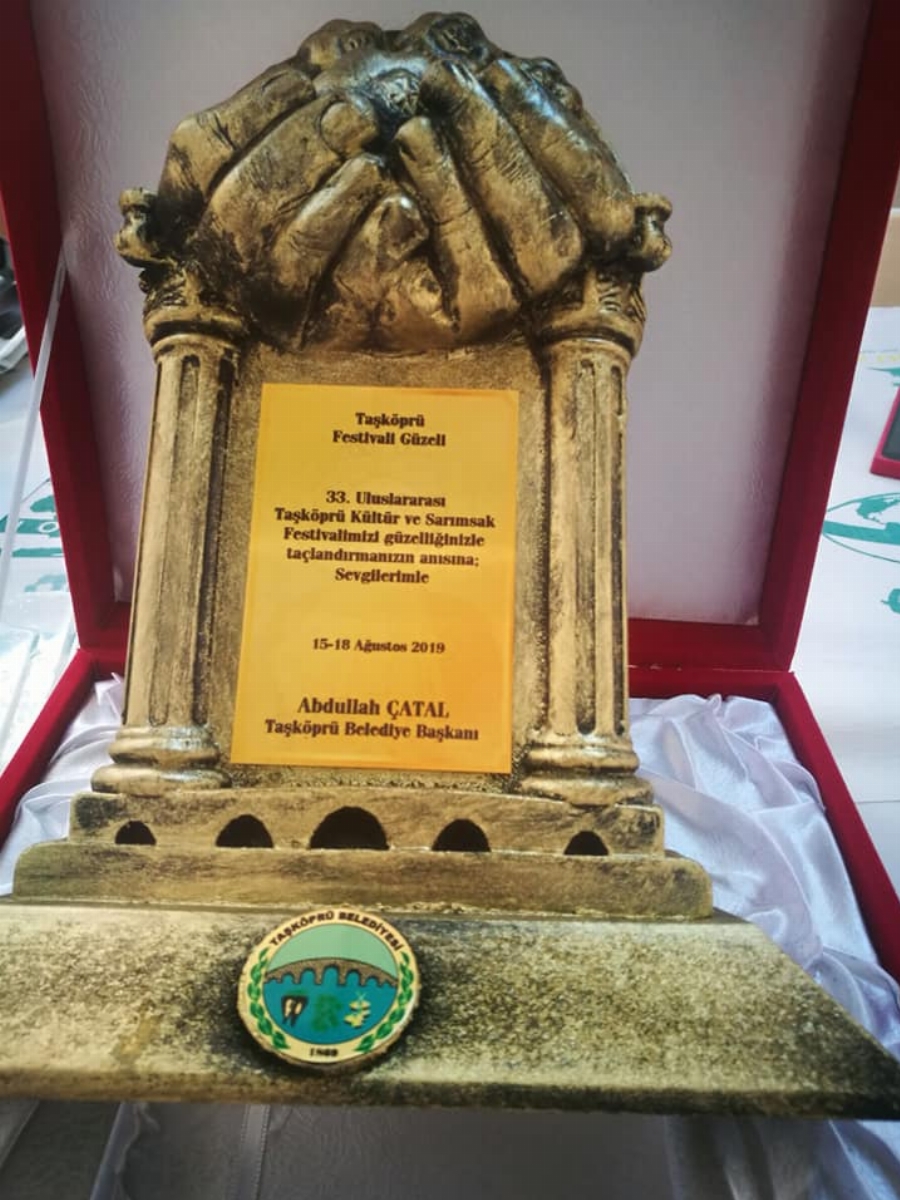 Taşköprü
Festivali Güzeli
33. Uluslararası
Taşköprü Kültür ve Sarımsak
Festivalimizi güzelliğinizle
taçlandırmanızın anısına;
Sevgilerimle
15-18 Ağustos 2019
Abdullah ÇATAL
Taşköprü Belediye Başkanı
TAŞKÖPRÜ BELEDİYESİ